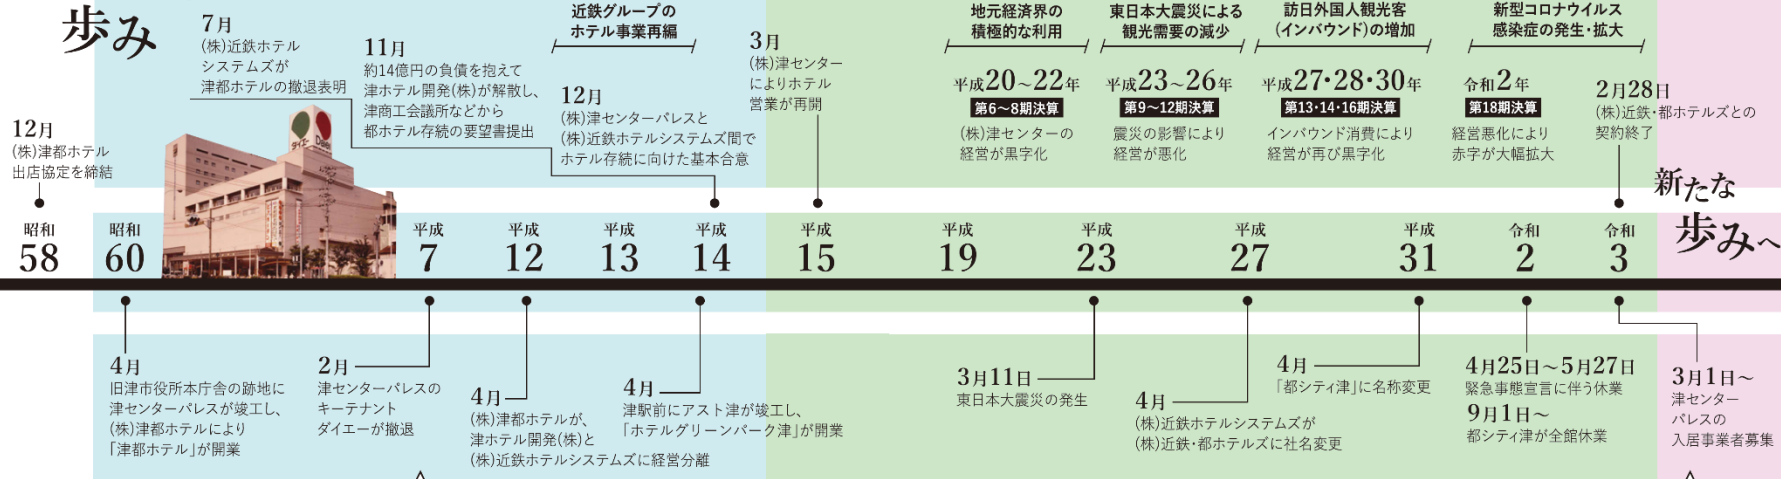 歩み
12月
(株)津都ホテル
出店協定を締結
7月
(株)近鉄ホテル
システムズが
津都ホテルの撤退表明
11月
約14億円の負債を抱えて
津ホテル開発(株)が解散し、
津商工会議所などから
都ホテル存続の要望書提出
近鉄グループの
ホテル事業再編
12月
(株)津センターパレスと
(株)近鉄ホテルシステムズ間で
ホテル存続に向けた基本合意
3月
(株)津センター
によりホテル
営業が再開
地元経済界の
積極的な利用
平成20〜22年
第6〜8期決算
(株)津センターの
経営が黒字化
東日本大震災による
観光需要の減少
平成23〜26年
第9〜12期決算
震災の影響により
経営が悪化
訪日外国人観光客
(インバウンド)の増加
平成27・28・30年
第13・14・16期決算
インバウンド消費により
経営が再び黒字化
新型コロナウイルス
感染症の発生・拡大
令和2年
第18期決算
経営悪化により
赤字が大幅拡大
2月28日
(株)近鉄・都ホテルズとの
契約終了
新たな
歩みへ
ダイエー
昭和
58
昭和
60
平成
7
平成
12
平成
13
平成
14
平成
15
平成
19
平成
23
平成
27
平成
31
令和
2
令和
3
4月
旧津市役所本庁舎の跡地に
津センターパレスが竣工し、
(株)津都ホテルにより
「津都ホテル」が開業
2月
津センターパレスの
キーテナント
ダイエーが撤退
4月
(株)津都ホテルが、
津ホテル開発(株)と
(株)近鉄ホテルシステムズに経営分離
4月
津駅前にアスト津が竣工し、
「ホテルグリーンパーク津」が開業
3月11日
東日本大震災の発生
4月
(株)近鉄ホテルシステムズが
(株)近鉄・都ホテルズに社名変更
4月
「都シティ津」に名称変更
4月25日〜5月27日
緊急事態宣言に伴う休業
9月1日〜
都シティ津が全館休業
3月1日〜
津センター
パレスの
入居事業者募集